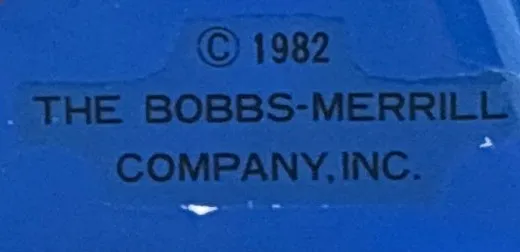 © 1982
THE BOBBS-MERRILL
COMPANY, INC.